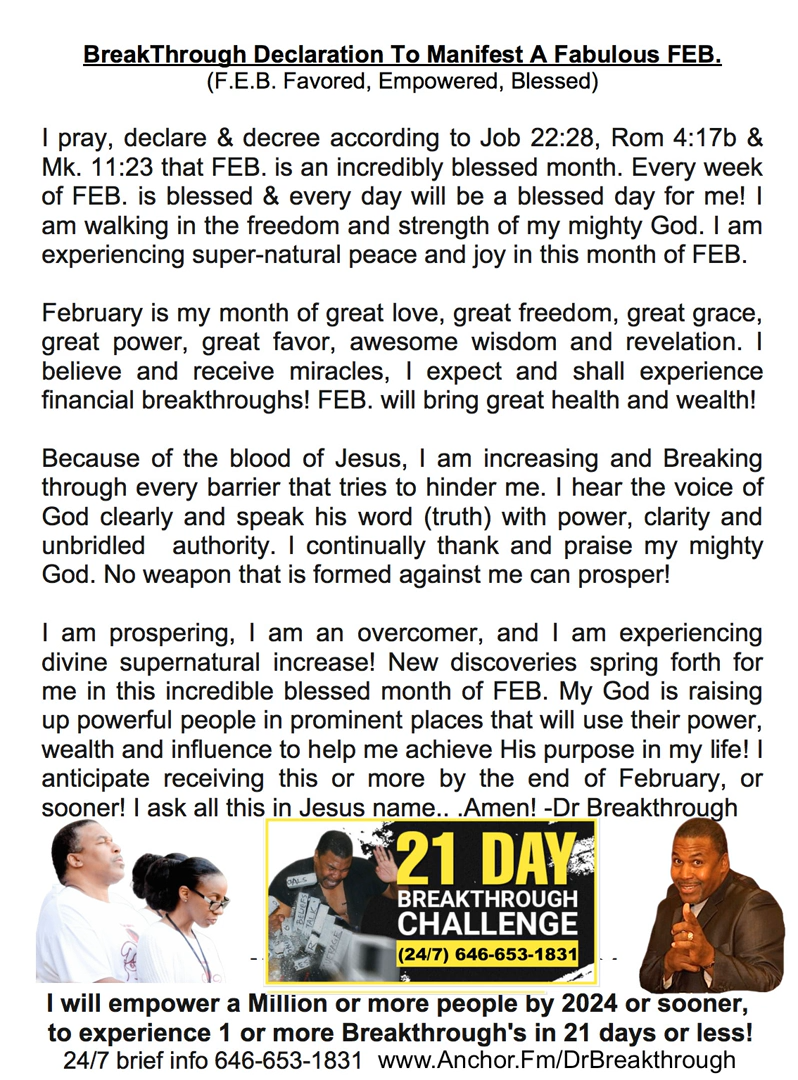 BreakThrough Declaration To Manifest A Fabulous FEB.
(F.E.B. Favored, Empowered, Blessed)
I pray, declare & decree according to Job 22:28, Rom 4:17b &
Mk. 11:23 that FEB. is an incredibly blessed month. Every week
of FEB. is blessed & every day will be a blessed day for me! I
am walking in the freedom and strength of my mighty God. I am
experiencing super-natural peace and joy in this month of FEB.
February is my month of great love, great freedom, great grace,
great power, great favor, awesome wisdom and revelation. I
believe and receive miracles, I expect and shall experience
financial breakthroughs! FEB. will bring great health and wealth!
Because of the blood of Jesus, I am increasing and Breaking
through every barrier that tries to hinder me. I hear the voice of
God clearly and speak his word (truth) with power, clarity and
unbridled authority. I continually thank and praise my mighty
God. No weapon that is formed against me can prosper!
I am prospering, I am an overcomer, and I am experiencing
divine supernatural increase! New discoveries spring forth for
me in this incredible blessed month of FEB. My God is raising
up powerful people in prominent places that will use their power,
wealth and influence to help me achieve His purpose in my life! I
anticipate receiving this or more by the end of February, or
sooner! I ask all this in Jesus name.. .Amen! -Dr Breakthrough
21 DAY
BREAKTHROUGH
CHALLENGE
(24/7) 646-653-1831
I will empower a Million or more people by 2024 or sooner,
to experience 1 or more Breakthrough's in 21 days or less!
24/7 brief info 646-653-1831 www.Anchor.Fm/DrBreakthrough